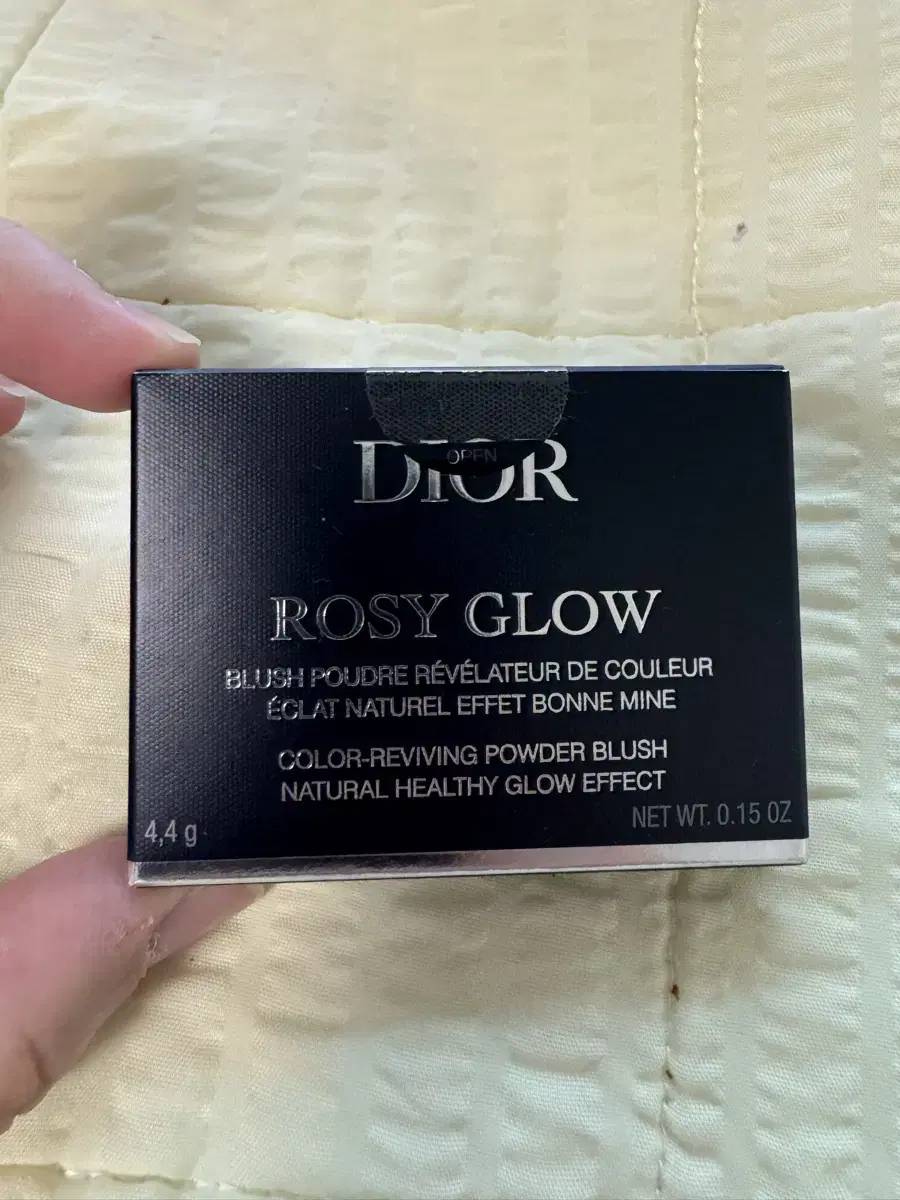 OPEN
DIOR
ROSY GLOW
BLUSH POUDRE RÉVÉLATEUR DE COULEUR
ÉCLAT NATUREL EFFET BONNE MINE
COLOR-REVIVING POWDER BLUSH
NATURAL HEALTHY GLOW EFFECT
4,4 g
NET WT. 0.15 OZ